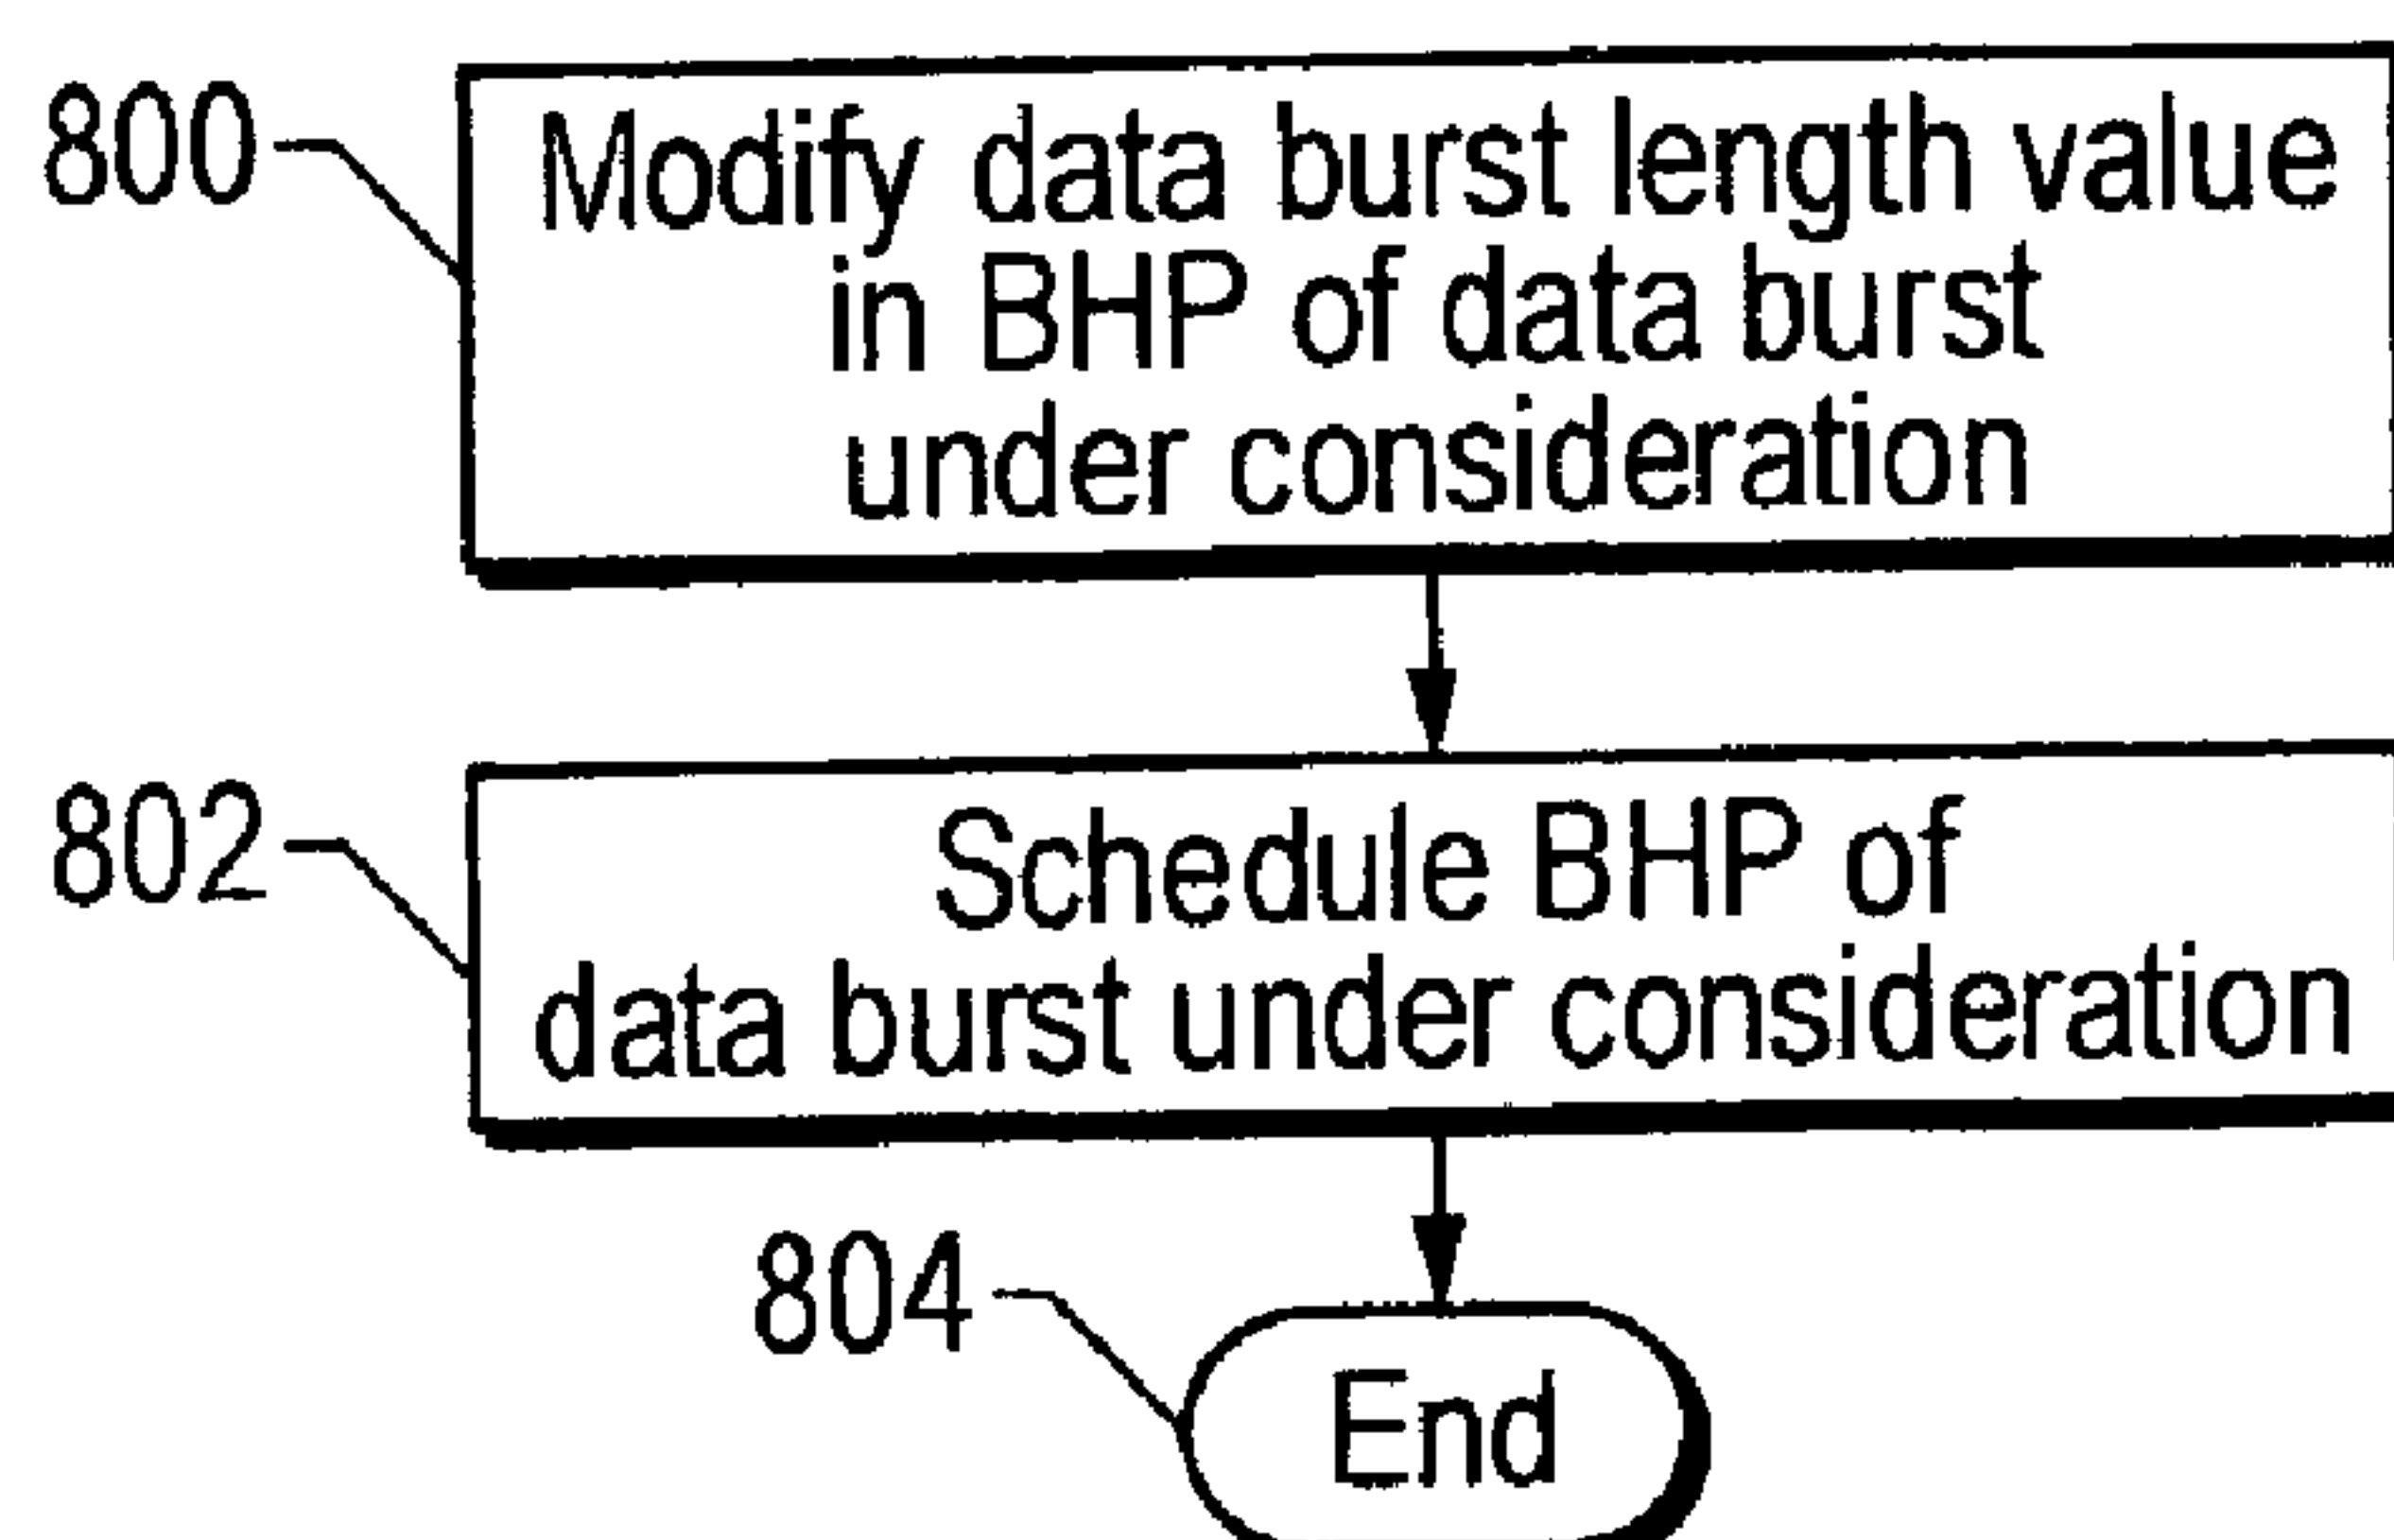 800
Modify data burst length value
in BHP of data burst
under consideration
802
Schedule BHP of
data burst under consideration
804
End